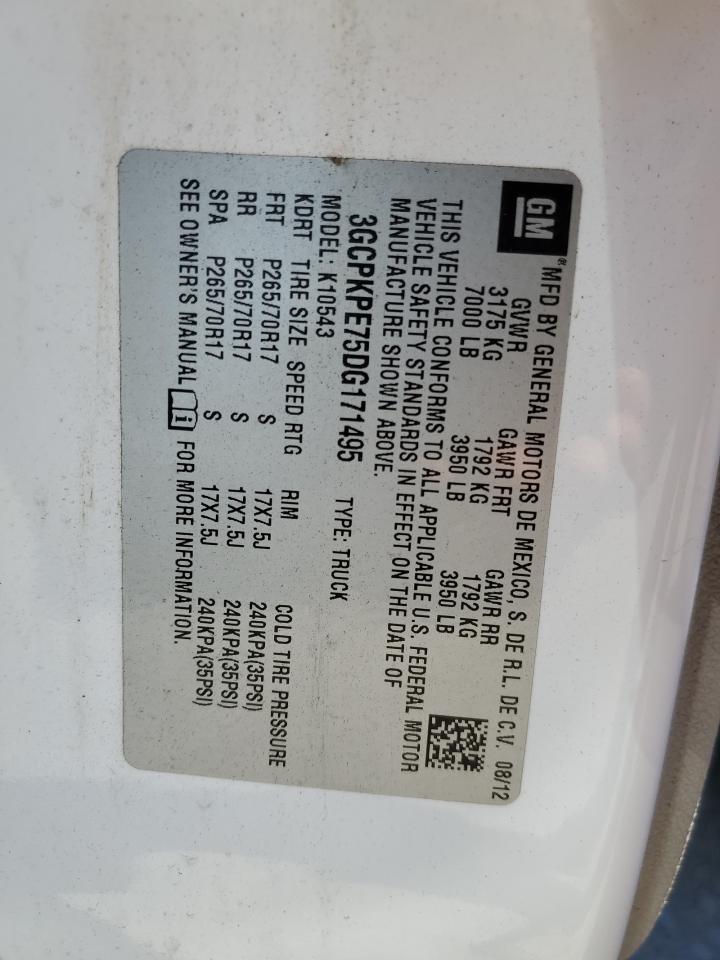 GM® MFD BY GENERAL MOTORS DE MEXICO, S. DE R.L. DE C.V. 08/12
GVWR GAWR FRT GAWR RR
3175 KG 1792 KG 1792 KG
7000 LB 3950 LB 3950 LB
THIS VEHICLE CONFORMS TO ALL APPLICABLE U.S. FEDERAL MOTOR
VEHICLE SAFETY STANDARDS IN EFFECT ON THE DATE OF
MANUFACTURE SHOWN ABOVE.
3GCPKPE75DG171495 TYPE: TRUCK
MODEL: K10543
KDRT TIRE SIZE SPEED RTG RIM COLD TIRE PRESSURE
FRT P265/70R17 S 17X7.5J 240KPA(35PSI)
RR P265/70R17 S 17X7.5J 240KPA(35PSI)
SPA P265/70R17 S 17X7.5J 240KPA(35PSI)
SEE OWNER'S MANUAL i FOR MORE INFORMATION.